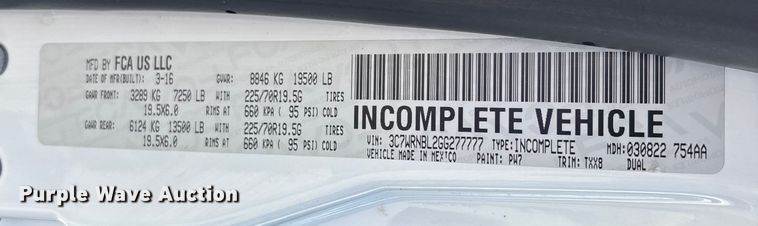 MFD BY FCA US LLC
DATE OF MFR(BUILT): 3-16 GVWR: 8846 KG 19500 LB
GAWR FRONT: 3289 KG 7250 LB WITH 225/70R19.5G TIRES
19.5X6.0 RIMS AT 660 KPA ( 95 PSI) COLD
GAWR REAR: 6124 KG 13500 LB WITH 225/70R19.5G TIRES
19.5X6.0 RIMS AT 660 KPA ( 95 PSI) COLD
INCOMPLETE VEHICLE
VIN: 3C7WRNBL2GG277777 TYPE: INCOMPLETE MDH: 030822 754AA
VEHICLE MADE IN MEXICO PAINT: PW7 TRIM: TXX8 DUAL
Purple Wave Auction